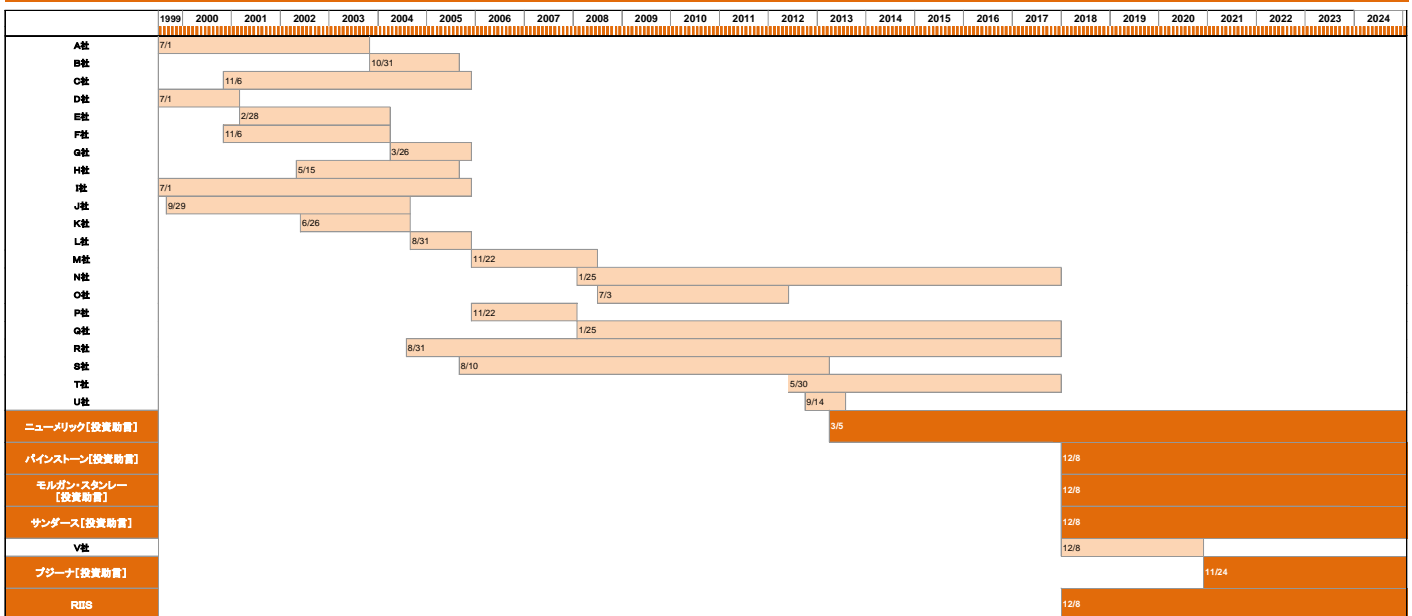 1999 2000 2001 2002 2003 2004 2005 2006 2007 2008 2009 2010 2011 2012 2013 2014 2015 2016 2017 2018 2019 2020 2021 2022 2023 2024
A社 7/1
B社 10/31
C社 11/6
D社 7/1
E社 2/28
F社 11/6
G社 3/26
H社 5/15
I社 7/1
J社 9/29
K社 6/26
L社 8/31
M社 11/22
N社 1/25
O社 7/3
P社 11/22
Q社 1/25
R社 8/31
S社 8/10
T社 5/30
U社 9/14
ニューメリック[投資助言] 3/5
パインストーン[投資助言] 12/8
モルガン・スタンレー
[投資助言] 12/8
サンダース[投資助言] 12/8
V社 12/8
プジーナ[投資助言] 11/24
RIIS 12/8